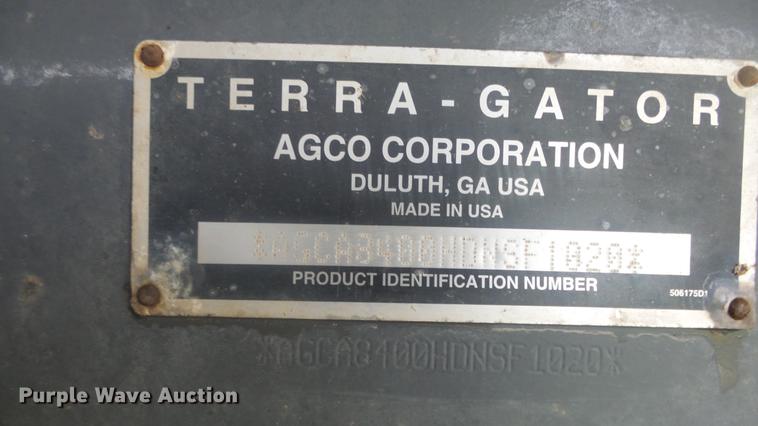 TERRA-GATOR
AGCO CORPORATION
DULUTH, GA USA
MADE IN USA
*AGCA8400HDNSF1020*
PRODUCT IDENTIFICATION NUMBER
506175D1
*AGCA8400HDNSF1020*
Purple Wave Auction